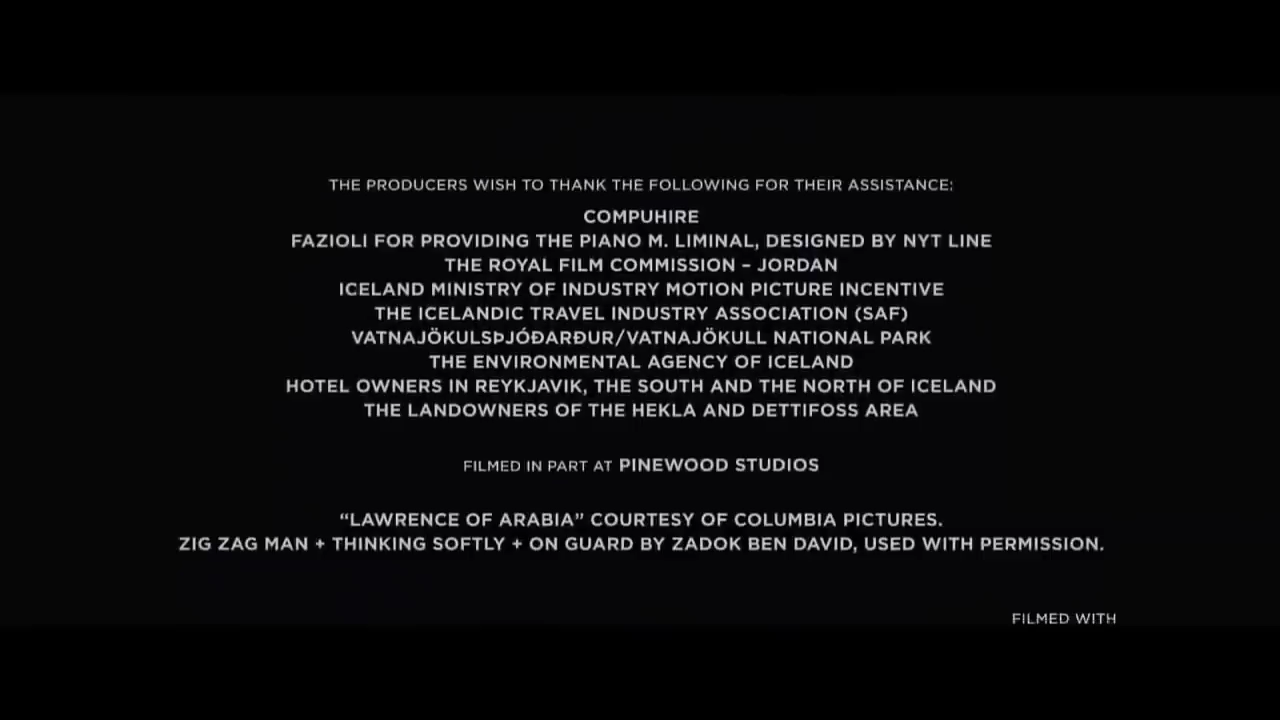 THE PRODUCERS WISH TO THANK THE FOLLOWING FOR THEIR ASSISTANCE:
COMPUHIRE
FAZIOLI FOR PROVIDING THE PIANO M. LIMINAL, DESIGNED BY NYT LINE
THE ROYAL FILM COMMISSION – JORDAN
ICELAND MINISTRY OF INDUSTRY MOTION PICTURE INCENTIVE
THE ICELANDIC TRAVEL INDUSTRY ASSOCIATION (SAF)
VATNAJÖKULSÞJÓÐARÐUR/VATNAJÖKULL NATIONAL PARK
THE ENVIRONMENTAL AGENCY OF ICELAND
HOTEL OWNERS IN REYKJAVIK, THE SOUTH AND THE NORTH OF ICELAND
THE LANDOWNERS OF THE HEKLA AND DETTIFOSS AREA
FILMED IN PART AT PINEWOOD STUDIOS
“LAWRENCE OF ARABIA” COURTESY OF COLUMBIA PICTURES.
ZIG ZAG MAN + THINKING SOFTLY + ON GUARD BY ZADOK BEN DAVID, USED WITH PERMISSION.
FILMED WITH